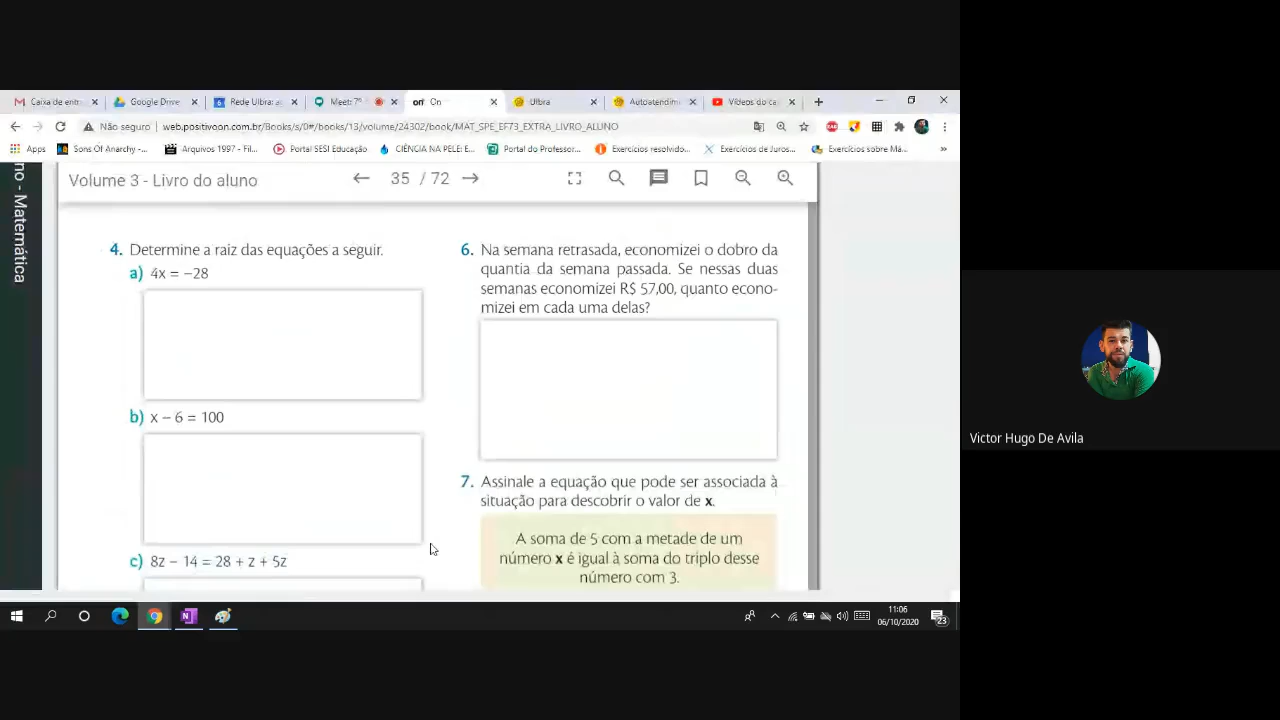 Caixa de entr
Google Drive
Rede Ulbra: a
Meet: 7º
On
Ulbra
Autoatendim
Vídeos do ca
Não seguro
web.positivoon.com.br/Books/s/0#/books/13/volume/24302/book/MAT_SPE_EF73_EXTRA_LIVRO_ALUNO
Apps
Sons Of Anarchy -...
Arquivos 1997 - Fil...
Portal SESI Educação
CIÊNCIA NA PELE: E...
Portal do Professor...
Exercícios resolvido...
Exercícios de Juros...
Exercícios sobre Ma...
no - Matemática
Volume 3 - Livro do aluno
35 / 72
4. Determine a raiz das equações a seguir.
a) 4x = −28
b) x − 6 = 100
c) 8z − 14 = 28 + z + 5z
6. Na semana retrasada, economizei o dobro da
quantia da semana passada. Se nessas duas
semanas economizei R$ 57,00, quanto econo-
mizei em cada uma delas?
7. Assinale a equação que pode ser associada à
situação para descobrir o valor de x.
A soma de 5 com a metade de um
número x é igual à soma do triplo desse
número com 3.
Victor Hugo De Avila
11:06
06/10/2020
23